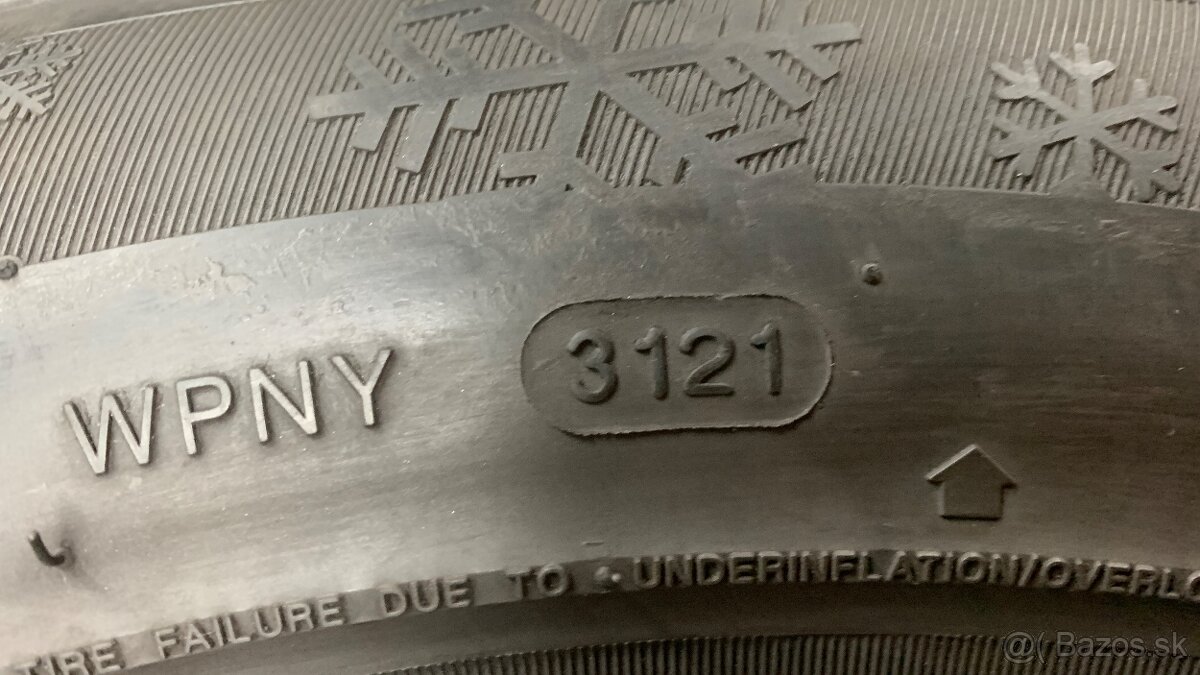 WPNY 3121
TIRE FAILURE DUE TO UNDERINFLATION/OVERLO
Bazos.sk